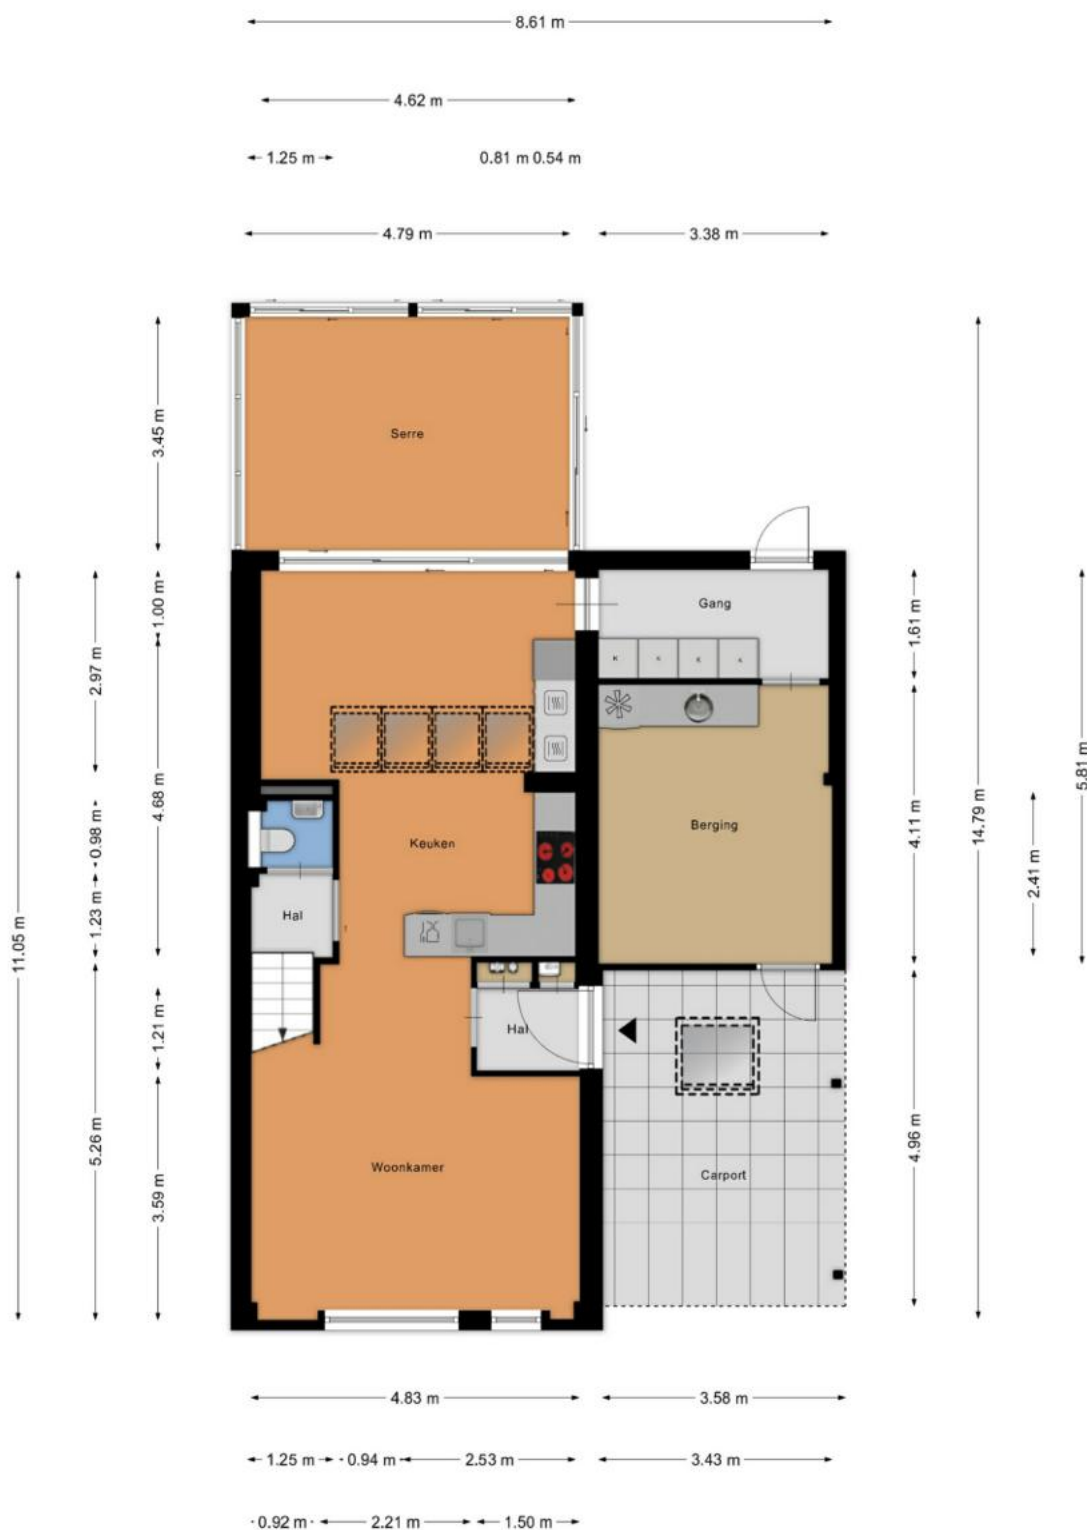 8.61 m
4.62 m
1.25 m 0.81 m 0.54 m
4.79 m 3.38 m
3.45 m
Serre
1.00 m
Gang
1.61 m
2.97 m
K K
5.81 m
4.68 m
14.79 m
4.11 m
Berging
0.98 m
Keuken
2.41 m
1.23 m
Hal
11.05 m
1.21 m
Hal
5.26 m
4.96 m
Woonkamer
Carport
3.59 m
4.83 m 3.58 m
1.25 m 0.94 m 2.53 m 3.43 m
0.92 m 2.21 m 1.50 m